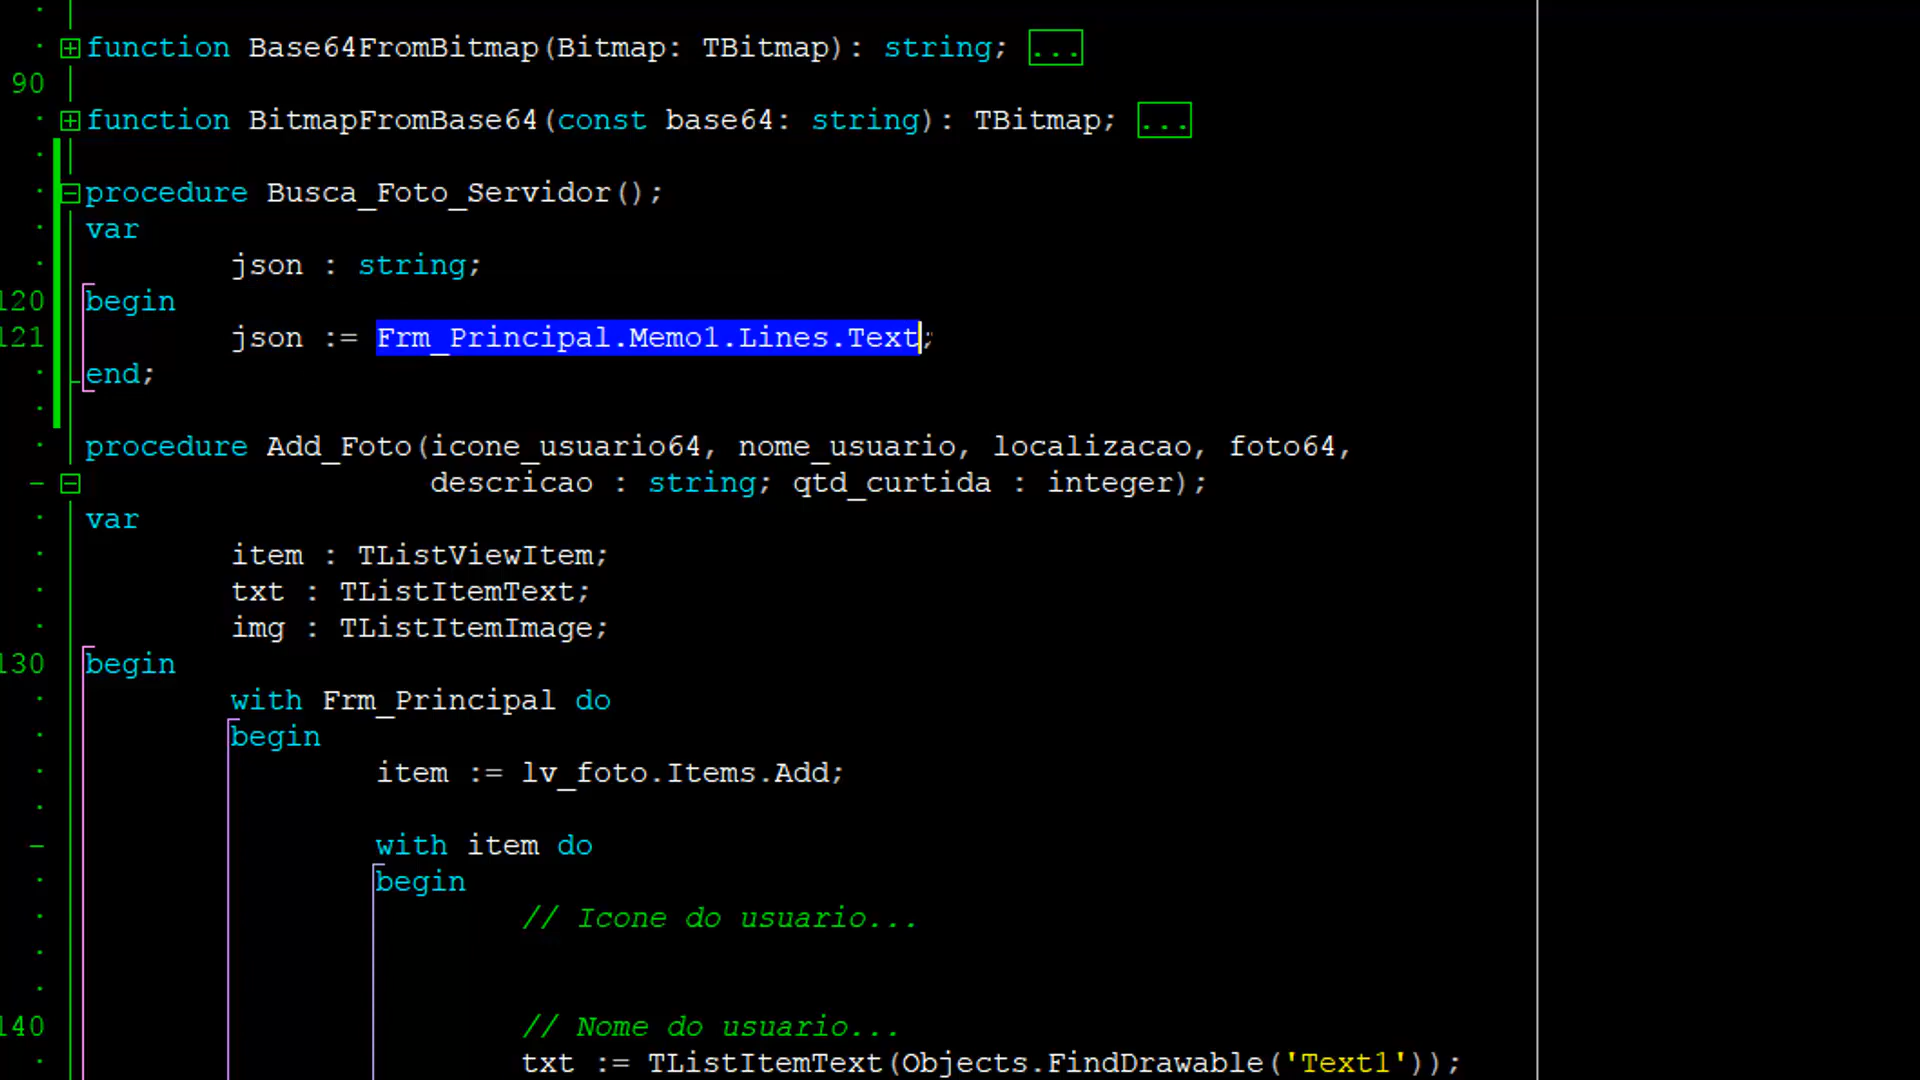 function Base64FromBitmap(Bitmap: TBitmap): string; ...
90
function BitmapFromBase64(const base64: string): TBitmap; ...
procedure Busca_Foto_Servidor();
var
json : string;
120 begin
121 json := Frm_Principal.Memo1.Lines.Text;
end;
procedure Add_Foto(icone_usuario64, nome_usuario, localizacao, foto64,
descricao : string; qtd_curtida : integer);
var
item : TListViewItem;
txt : TListItemText;
img : TListItemImage;
130 begin
with Frm_Principal do
begin
item := lv_foto.Items.Add;
with item do
begin
// Icone do usuario...
140 // Nome do usuario...
txt := TListItemText(Objects.FindDrawable('Text1'));